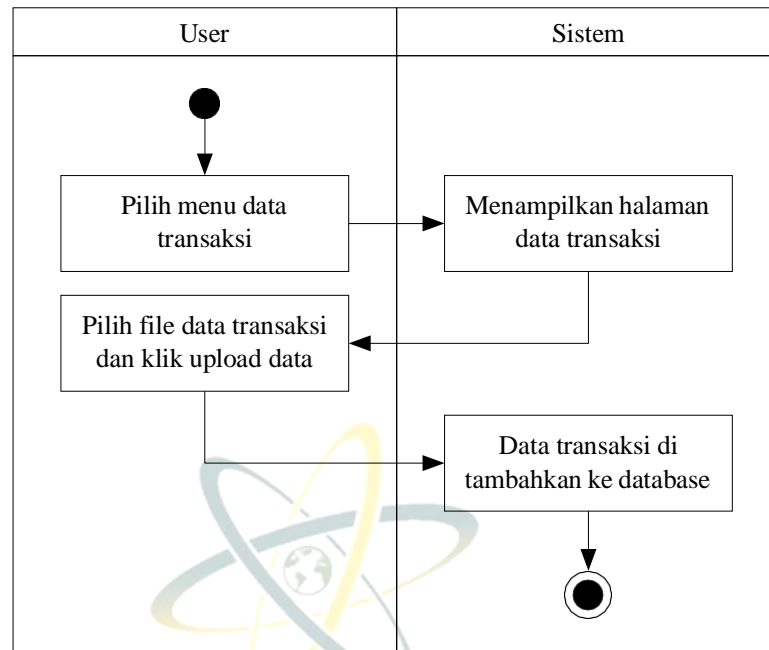 User
Sistem
Pilih menu data
transaksi
Menampilkan halaman
data transaksi
Pilih file data transaksi
dan klik upload data
Data transaksi di
tambahkan ke database